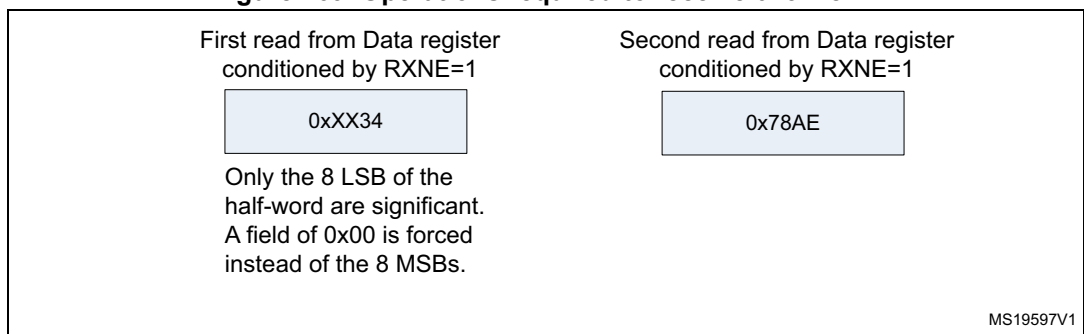 First read from Data register
conditioned by RXNE=1
0xXX34
Only the 8 LSB of the
half-word are significant.
A field of 0x00 is forced
instead of the 8 MSBs.
Second read from Data register
conditioned by RXNE=1
0x78AE
MS19597V1